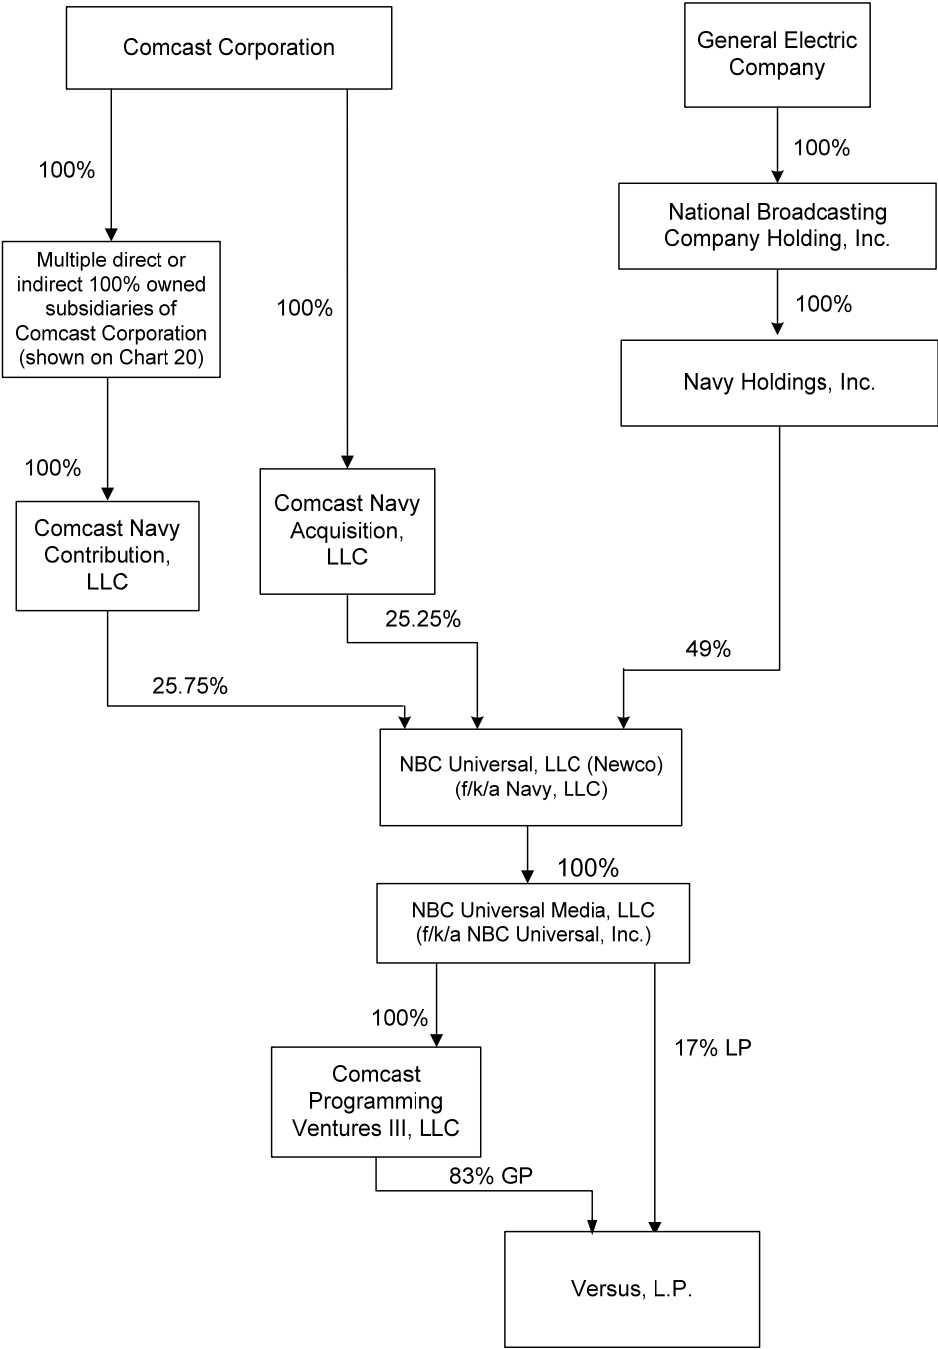 Comcast Corporation
General Electric
Company
100%
100%
National Broadcasting
Company Holding, Inc.
Multiple direct or
indirect 100% owned
subsidiaries of
Comcast Corporation
(shown on Chart 20)
100%
100%
Navy Holdings, Inc.
100%
Comcast Navy
Contribution,
LLC
Comcast Navy
Acquisition,
LLC
25.25%
49%
25.75%
NBC Universal, LLC (Newco)
(f/k/a Navy, LLC)
100%
NBC Universal Media, LLC
(f/k/a NBC Universal, Inc.)
100%
17% LP
Comcast
Programming
Ventures III, LLC
83% GP
Versus, L.P.